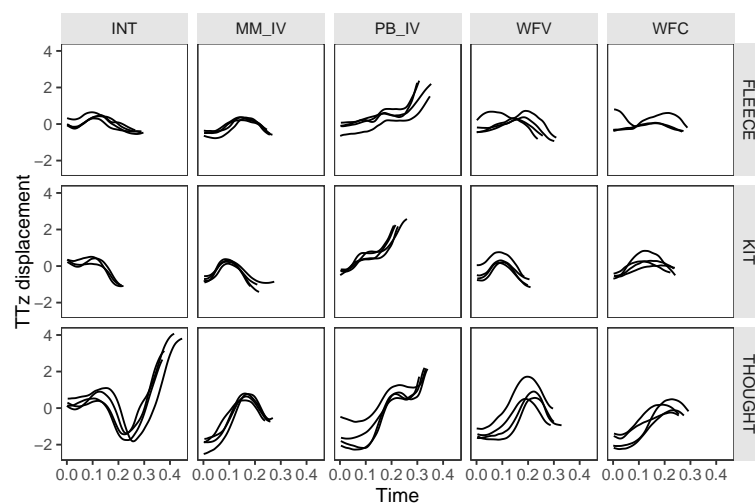 INT MM_IV PB_IV WFV WFC
4
2
0
−2
FLEECE
4
2
0
−2
KIT
4
2
0
−2
THOUGHT
TTz displacement
0.0 0.1 0.2 0.3 0.4 0.0 0.1 0.2 0.3 0.4 0.0 0.1 0.2 0.3 0.4 0.0 0.1 0.2 0.3 0.4 0.0 0.1 0.2 0.3 0.4
Time